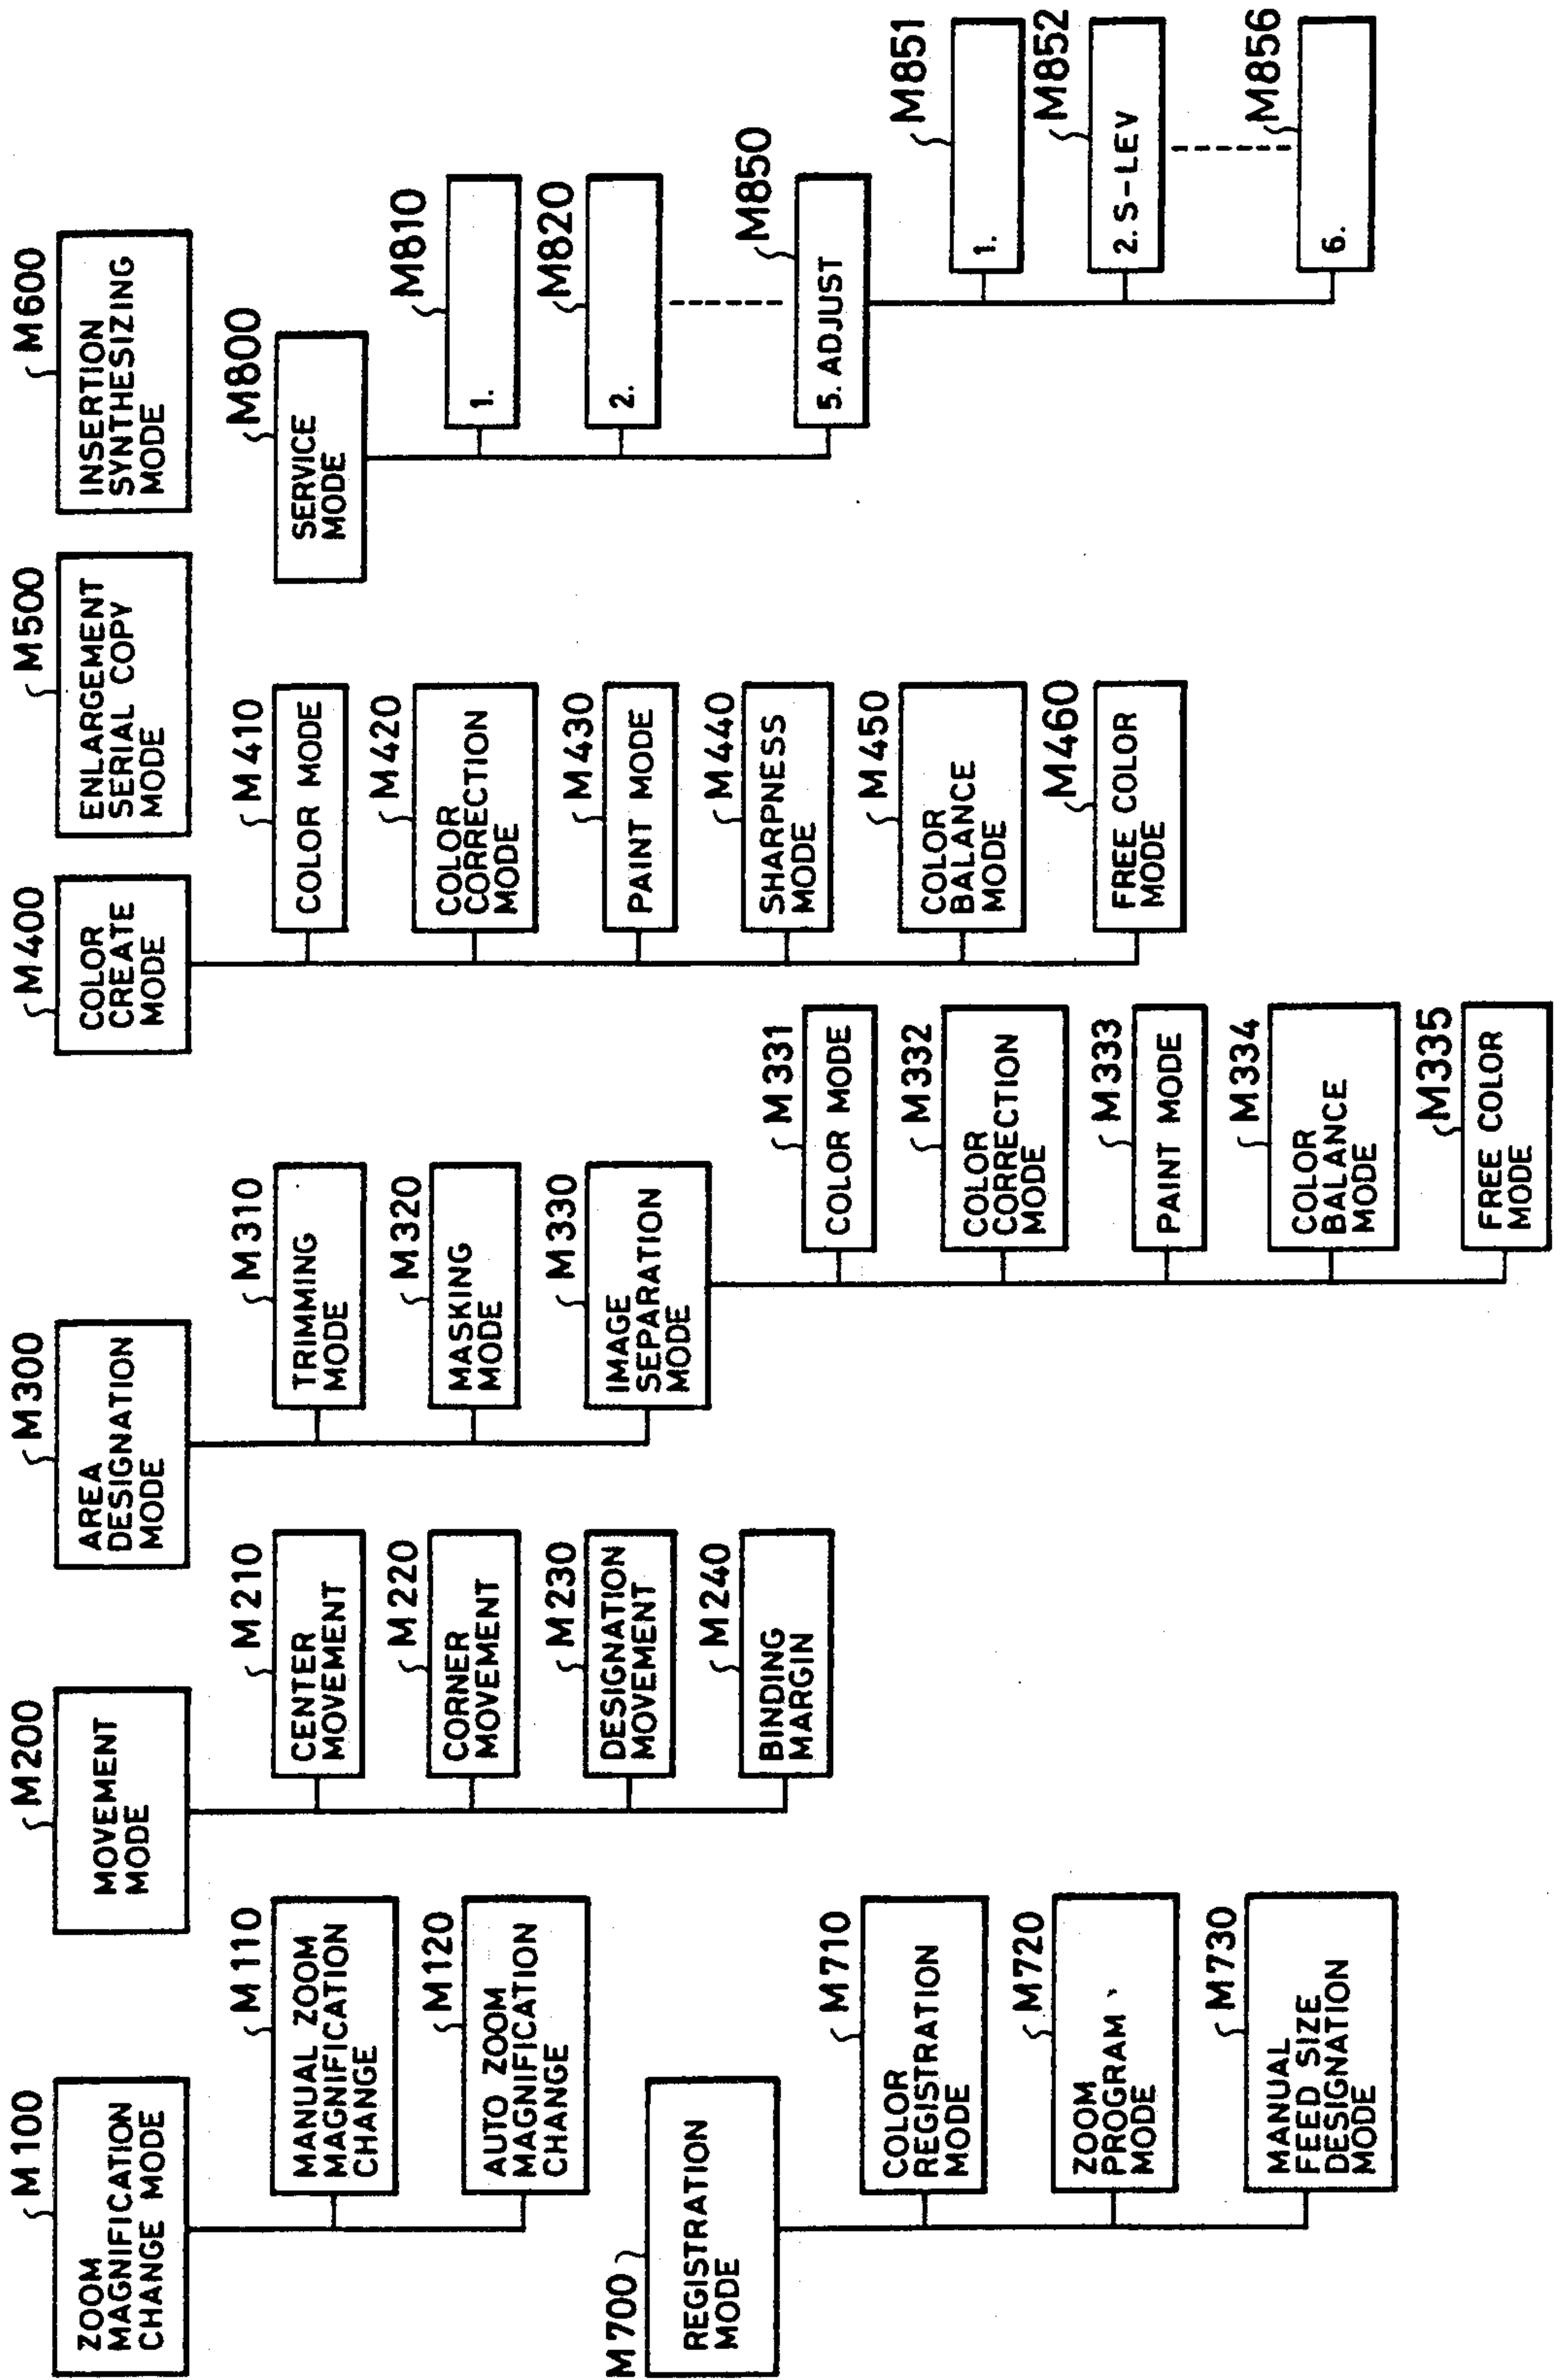 M100
ZOOM
MAGNIFICATION
CHANGE MODE
M110
MANUAL ZOOM
MAGNIFICATION
CHANGE
M120
AUTO ZOOM
MAGNIFICATION
CHANGE
M200
MOVEMENT
MODE
M210
CENTER
MOVEMENT
M220
CORNER
MOVEMENT
M230
DESIGNATION
MOVEMENT
M240
BINDING
MARGIN
M300
AREA
DESIGNATION
MODE
M310
TRIMMING
MODE
M320
MASKING
MODE
M330
IMAGE
SEPARATION
MODE
M331
COLOR MODE
M332
COLOR
CORRECTION
MODE
M333
PAINT MODE
M334
COLOR
BALANCE
MODE
M335
FREE COLOR
MODE
M400
COLOR
CREATE
MODE
M410
COLOR MODE
M420
COLOR
CORRECTION
MODE
M430
PAINT MODE
M440
SHARPNESS
MODE
M450
COLOR
BALANCE
MODE
M460
FREE COLOR
MODE
M500
ENLARGEMENT
SERIAL COPY
MODE
M600
INSERTION
SYNTHESIZING
MODE
M700
REGISTRATION
MODE
M710
COLOR
REGISTRATION
MODE
M720
ZOOM
PROGRAM
MODE
M730
MANUAL
FEED SIZE
DESIGNATION
MODE
M800
SERVICE
MODE
M810
1.
M820
2.
M850
5. ADJUST
M851
1.
M852
2. S-LEV
M856
6.